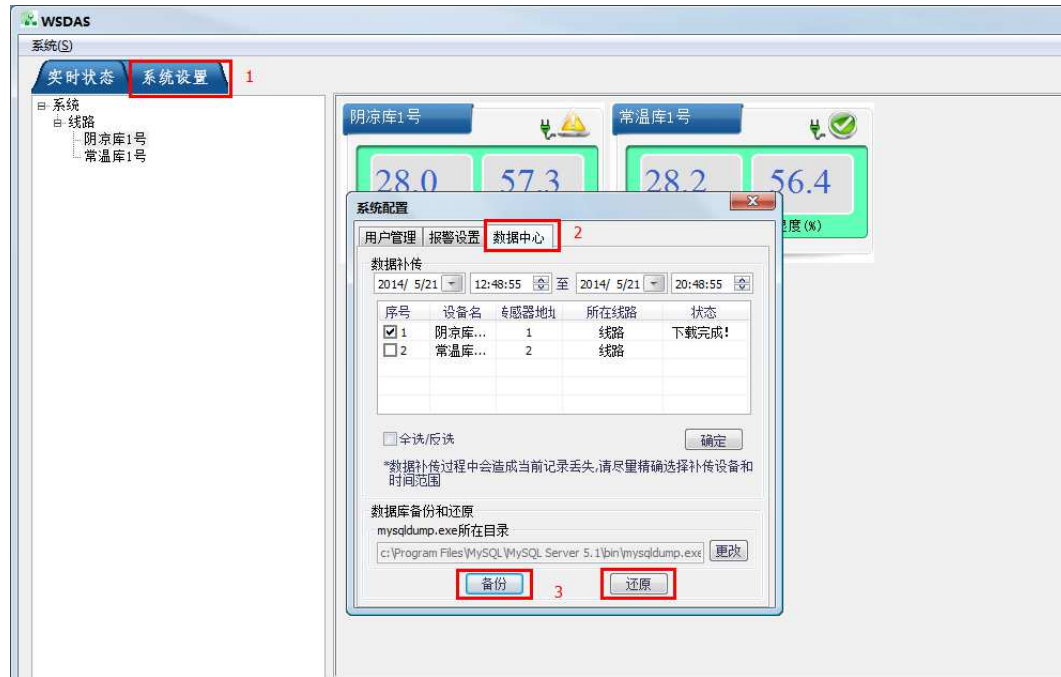 WSDAS
系统(S)
实时状态 系统设置 1
系统
线路
阴凉库1号
常温库1号
阴凉库1号 常温库1号
28.0 57.3 28.2 56.4
系统配置
湿度(%)
用户管理 报警设置 数据中心 2
数据补传
2014/ 5/21 12:48:55 至 2014/ 5/21 20:48:55
序号 设备名 传感器地址 所在线路 状态
1 阴凉库... 1 线路 下载完成!
2 常温库... 2 线路
全选/反选 确定
*数据补传过程中会造成当前记录丢失,请尽量精确选择补传设备和
时间范围
数据库备份和还原
mysqldump.exe所在目录
c:\Program Files\MySQL\MySQL Server 5.1\bin\mysqldump.exe 更改
备份 3 还原